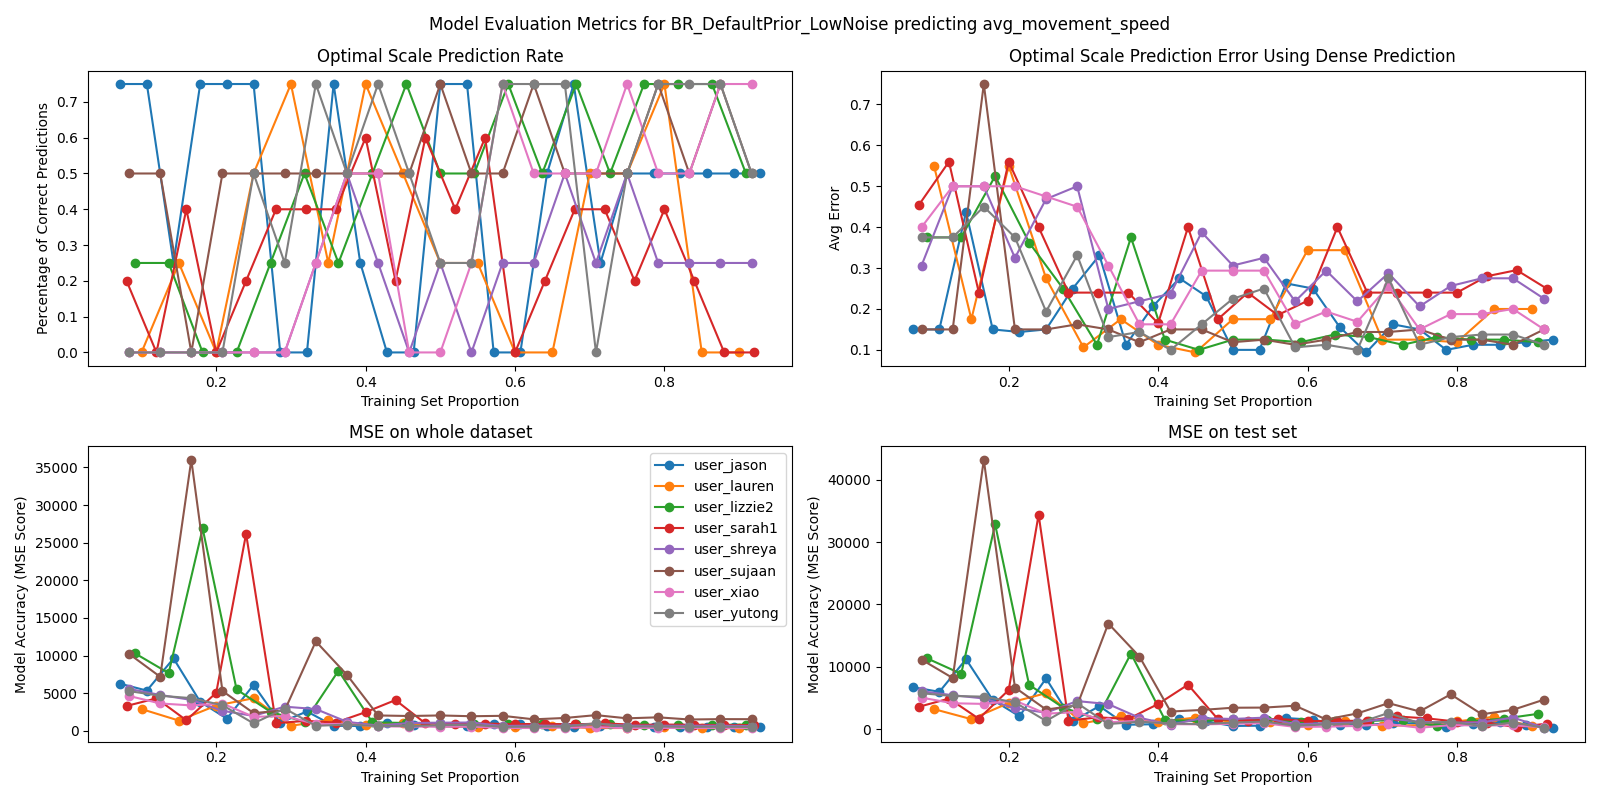 Model Evaluation Metrics for BR_DefaultPrior_LowNoise predicting avg_movement_speed
Optimal Scale Prediction Rate
Percentage of Correct Predictions
0.7
0.6
0.5
0.4
0.3
0.2
0.1
0.0
0.2 0.4 0.6 0.8
Training Set Proportion
Optimal Scale Prediction Error Using Dense Prediction
Avg Error
0.7
0.6
0.5
0.4
0.3
0.2
0.1
0.2 0.4 0.6 0.8
Training Set Proportion
MSE on whole dataset
Model Accuracy (MSE Score)
35000
30000
25000
20000
15000
10000
5000
0
0.2 0.4 0.6 0.8
Training Set Proportion
user_jason
user_lauren
user_lizzie2
user_sarah1
user_shreya
user_sujaan
user_xiao
user_yutong
MSE on test set
Model Accuracy (MSE Score)
40000
30000
20000
10000
0
0.2 0.4 0.6 0.8
Training Set Proportion